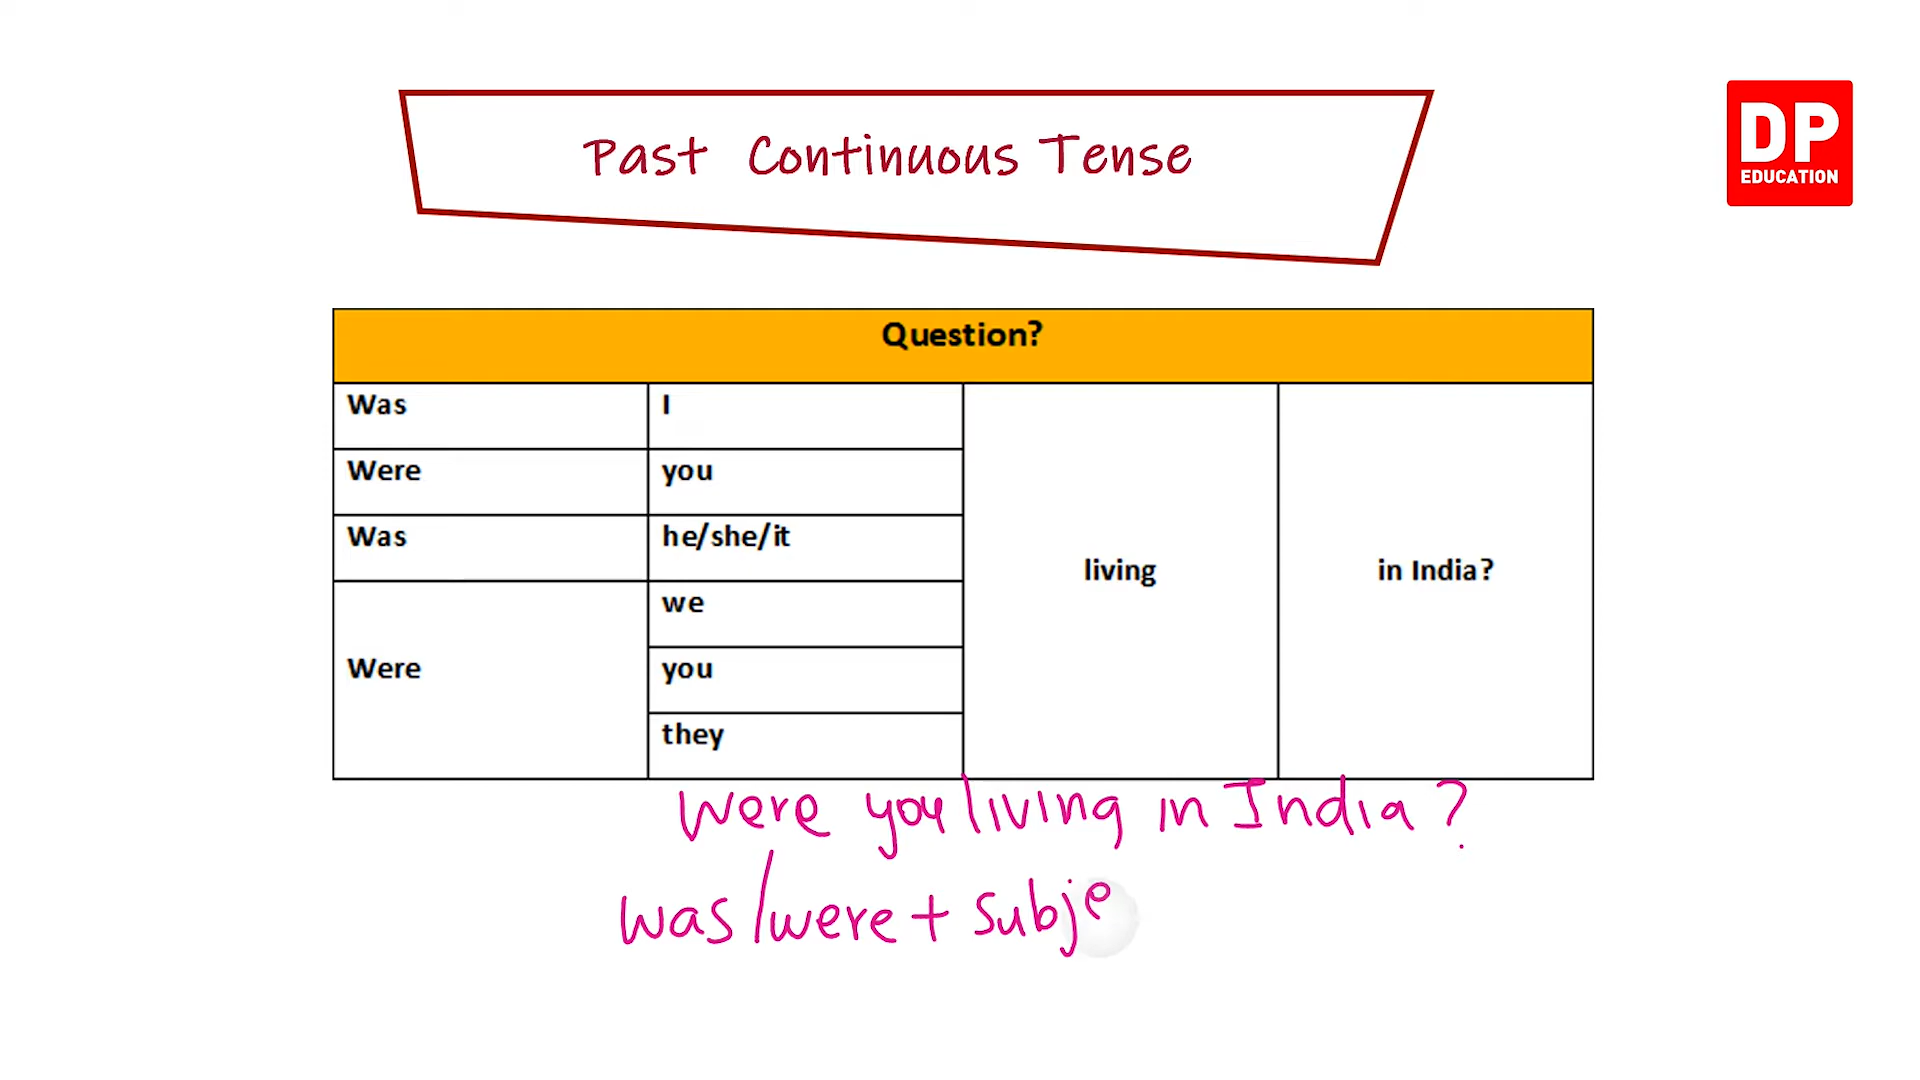 Past Continuous Tense
DP
EDUCATION
Question?
Was I
Were you
Was he/she/it
living in India?
we
Were you
they
Were you living in India?
Was/were + Subje